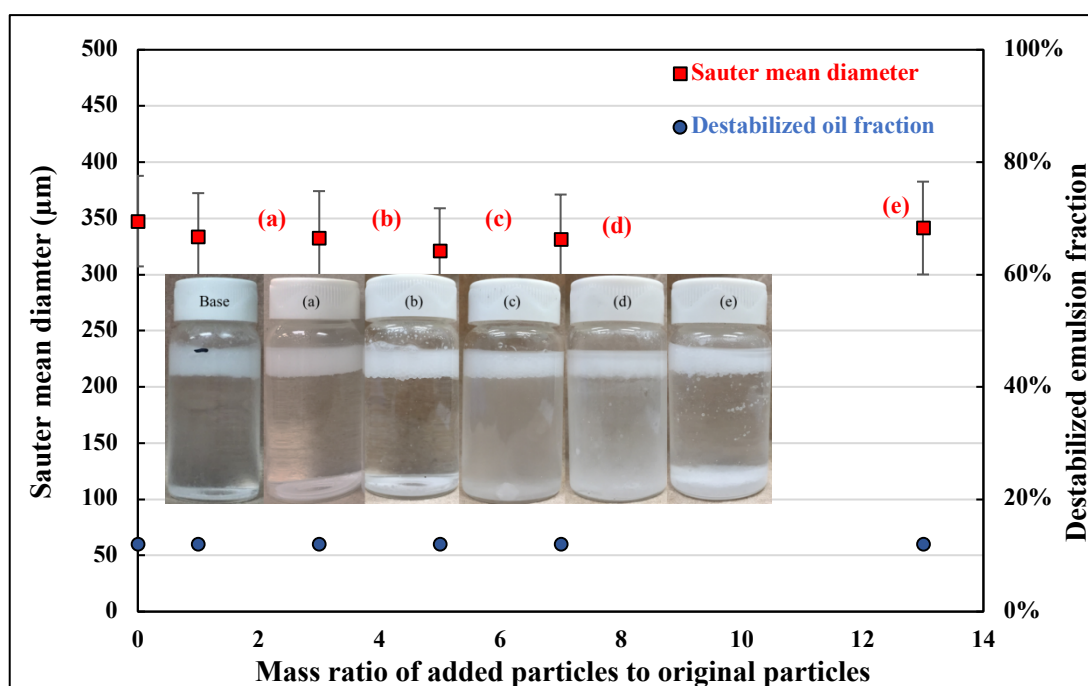 500
450
400
350
300
250
200
150
100
50
0
Sauter mean diamter (µm)
Sauter mean diameter
Destabilized oil fraction
(a)
(b)
(c)
(d)
(e)
Base
(a)
(b)
(c)
(d)
(e)
100%
80%
60%
40%
20%
0%
Destabilized emulsion fraction
0
2
4
6
8
10
12
14
Mass ratio of added particles to original particles